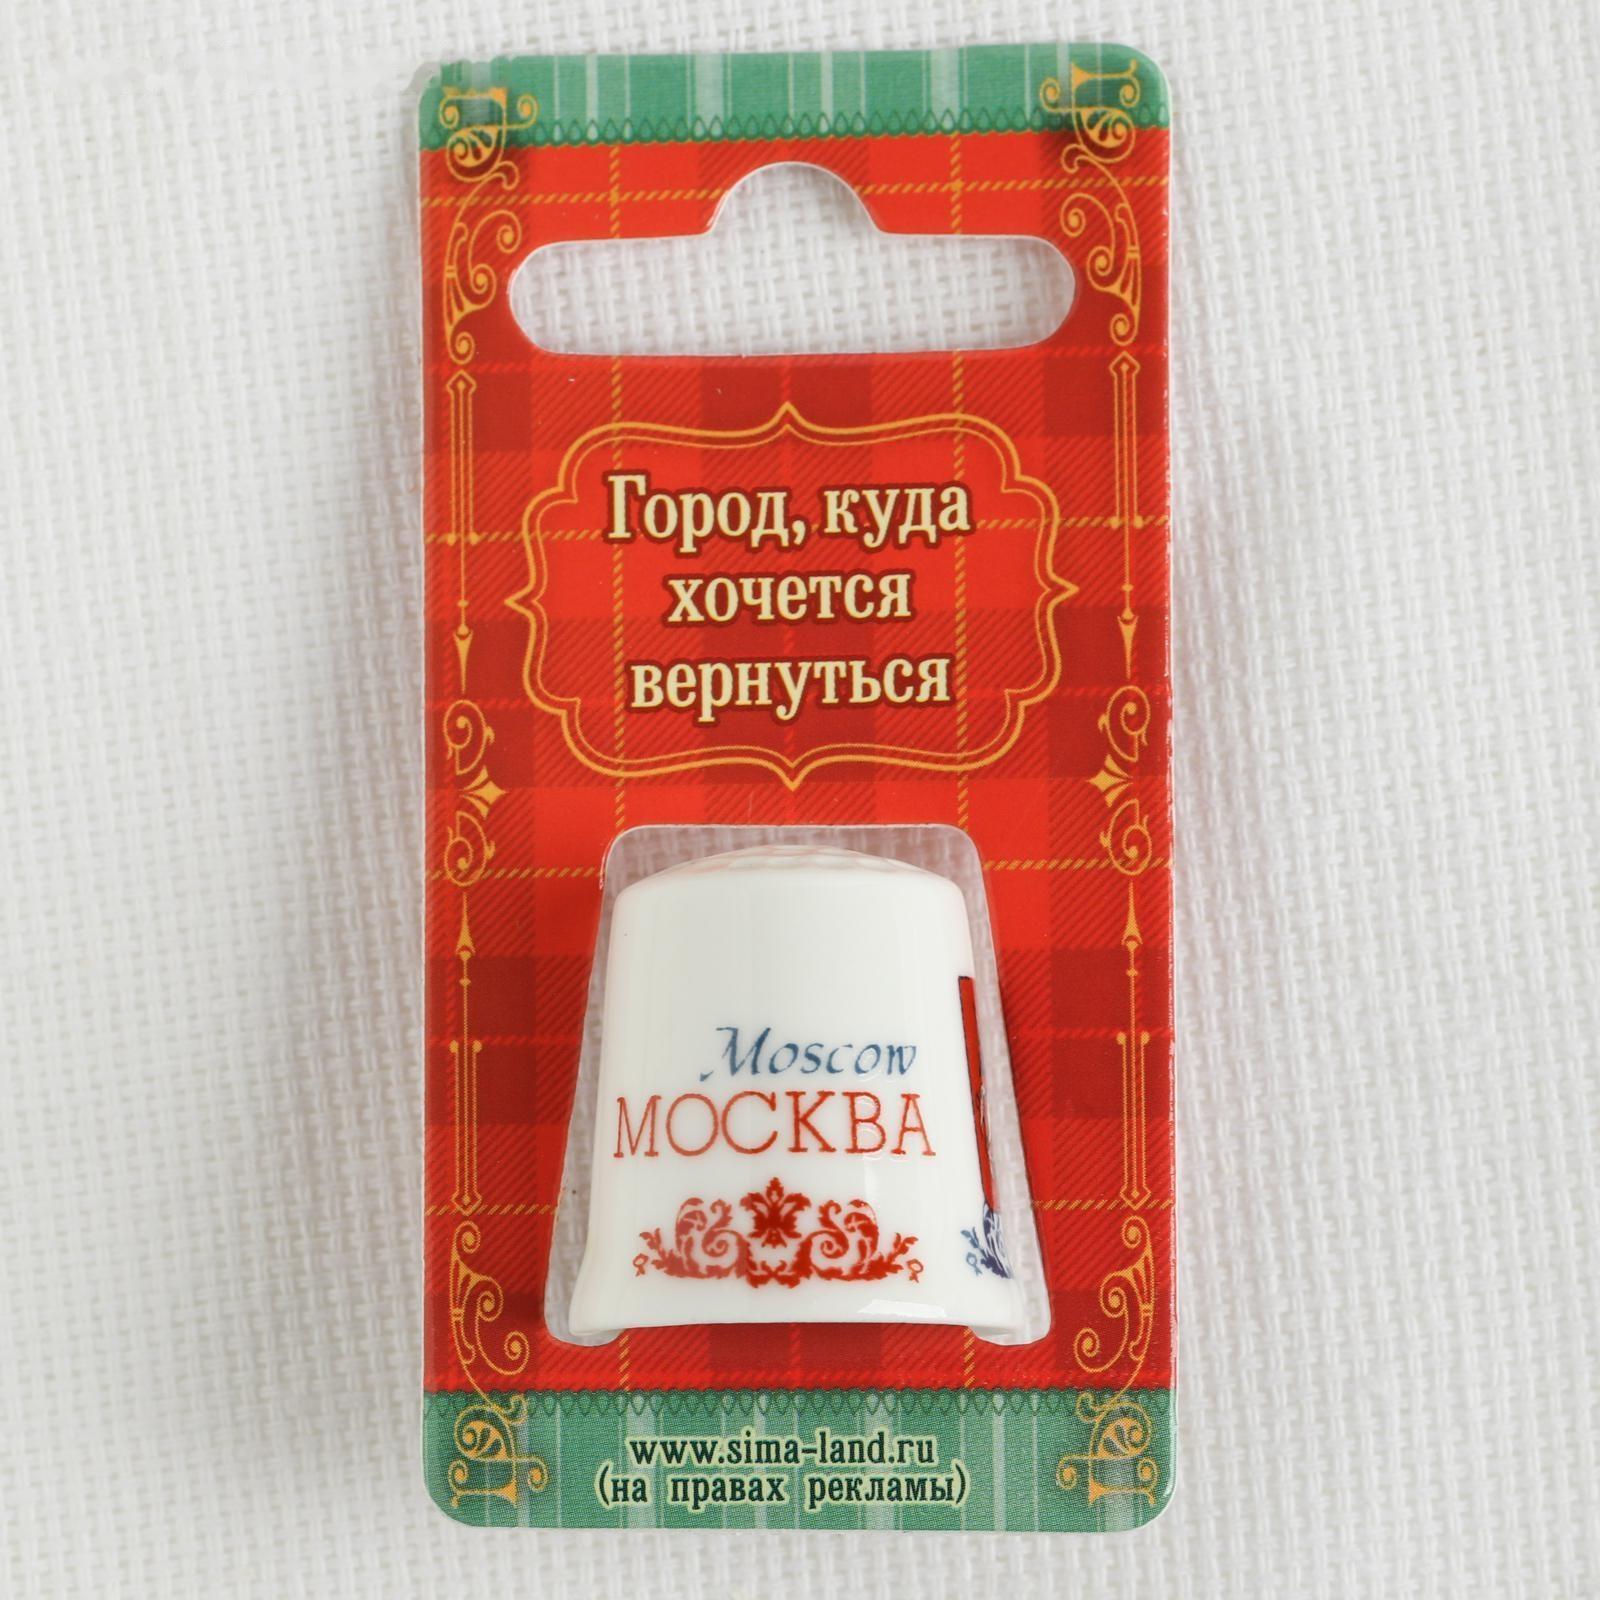 Город, куда
хочется
вернуться
Moscow
МОСКВА
www.sima-land.ru
(на правах рекламы)